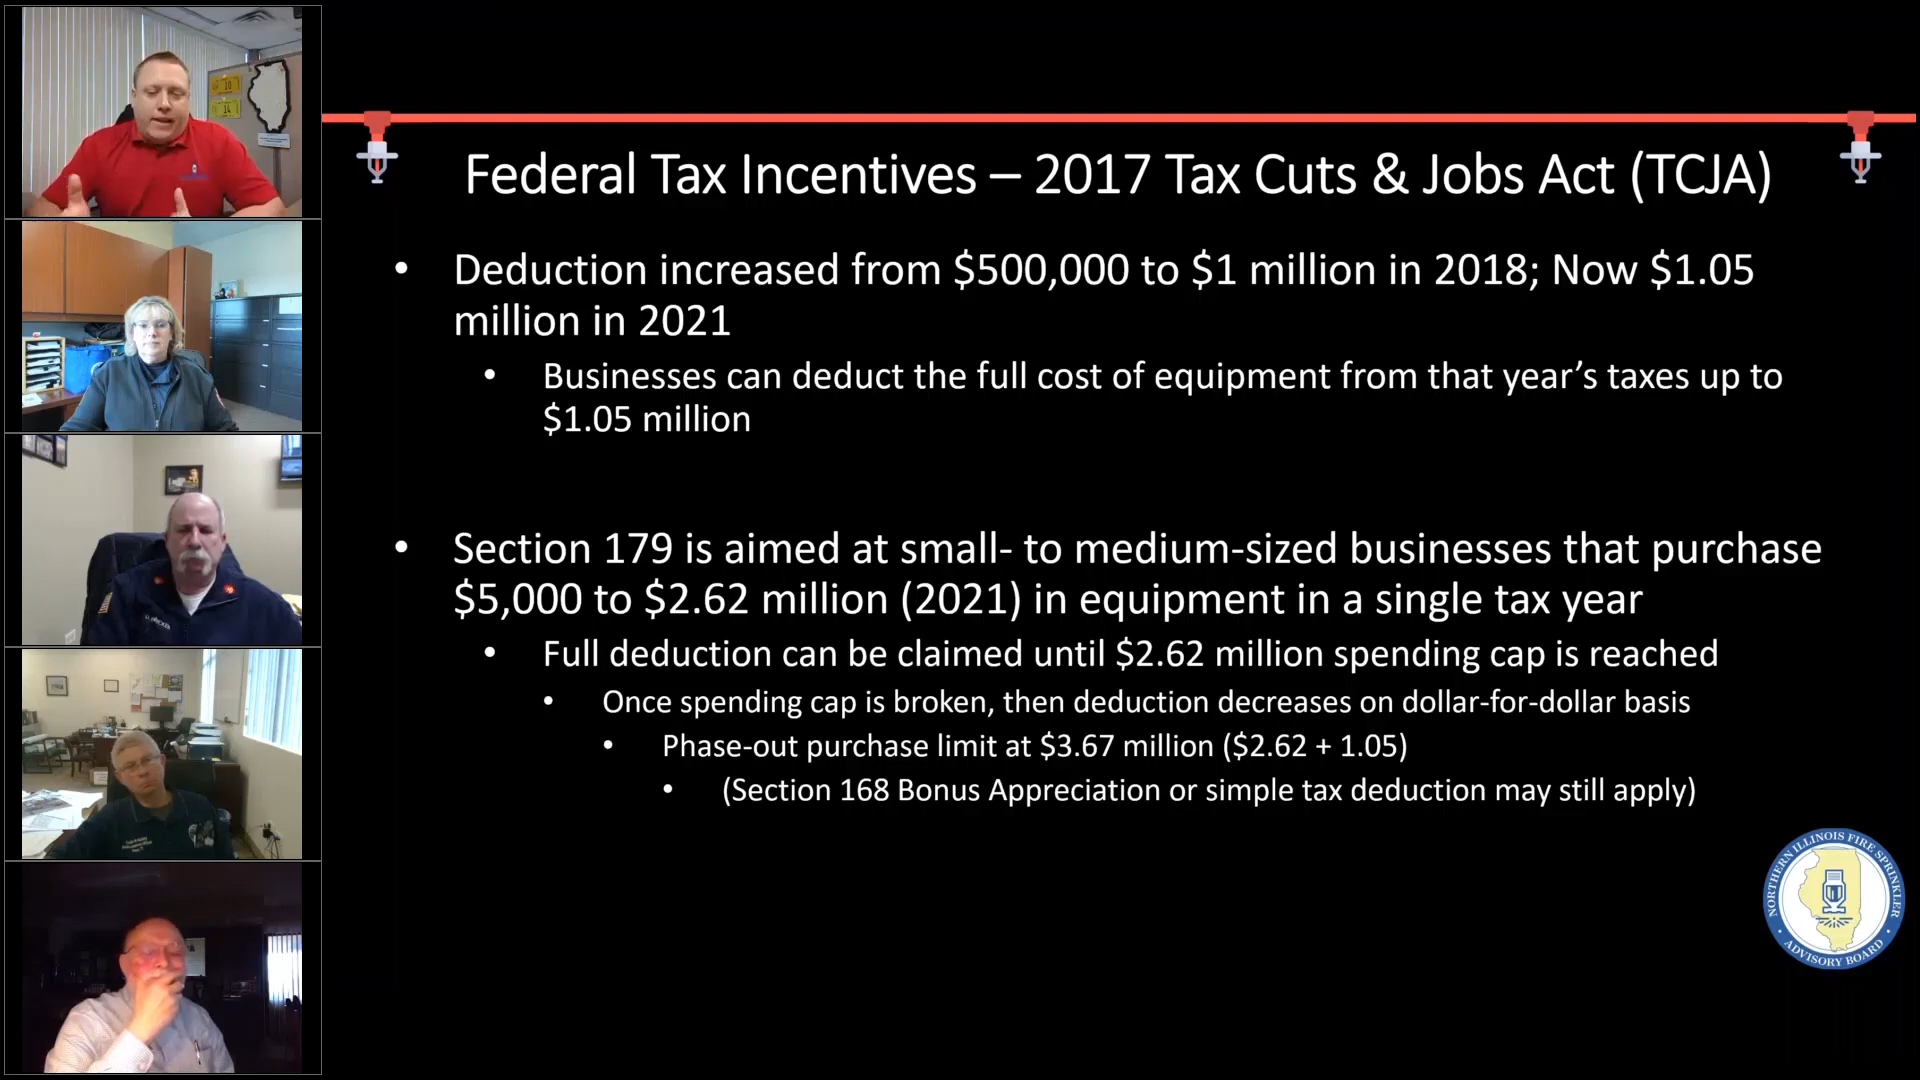 Federal Tax Incentives – 2017 Tax Cuts & Jobs Act (TCJA)
• Deduction increased from $500,000 to $1 million in 2018; Now $1.05
million in 2021
• Businesses can deduct the full cost of equipment from that year’s taxes up to
$1.05 million
• Section 179 is aimed at small- to medium-sized businesses that purchase
$5,000 to $2.62 million (2021) in equipment in a single tax year
• Full deduction can be claimed until $2.62 million spending cap is reached
• Once spending cap is broken, then deduction decreases on dollar-for-dollar basis
• Phase-out purchase limit at $3.67 million ($2.62 + 1.05)
• (Section 168 Bonus Appreciation or simple tax deduction may still apply)
NORTHERN ILLINOIS FIRE SPRINKLER
• ADVISORY BOARD •
10
14